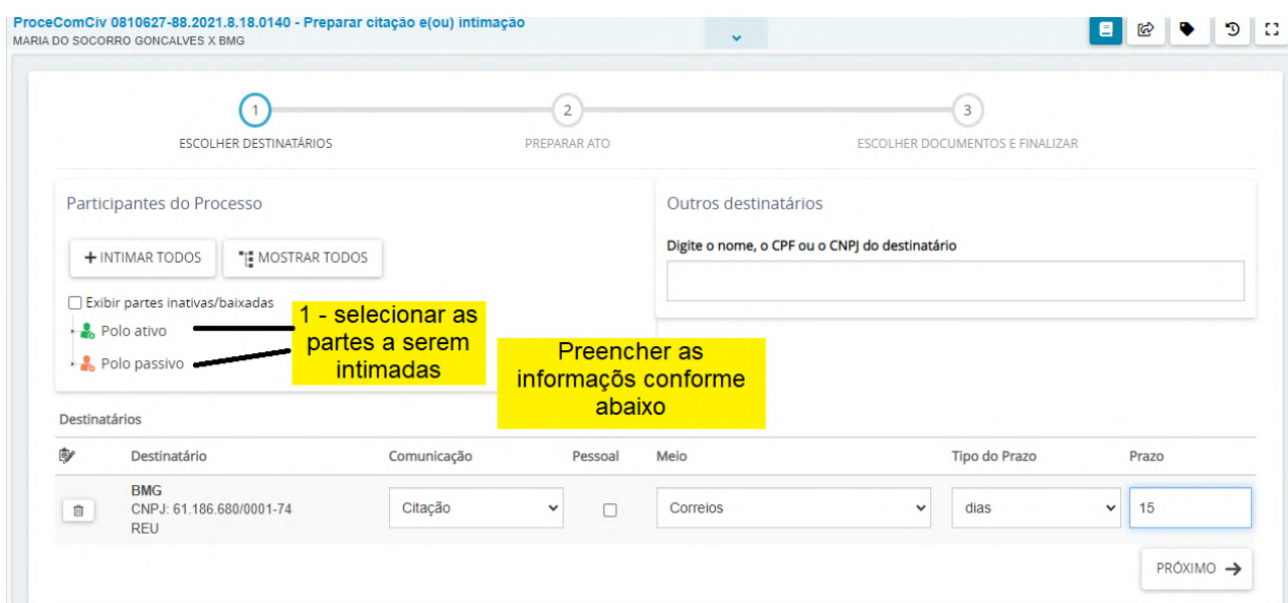 ProceComCiv 0810627-88.2021.8.18.0140 - Preparar citação e(ou) intimação
MARIA DO SOCORRO GONCALVES X BMG
1
2
3
ESCOLHER DESTINATÁRIOS
PREPARAR ATO
ESCOLHER DOCUMENTOS E FINALIZAR
Participantes do Processo
Outros destinatários
Digite o nome, o CPF ou o CNPJ do destinatário
+ INTIMAR TODOS
MOSTRAR TODOS
Exibir partes inativas/baixadas
Polo ativo
Polo passivo
1 - selecionar as
partes a serem
intimadas
Preencher as
informaçõs conforme
abaixo
Destinatários
Destinatário
Comunicação
Pessoal
Meio
Tipo do Prazo
Prazo
BMG
CNPJ: 61.186.680/0001-74
REU
Citação
Correios
dias
15
PRÓXIMO